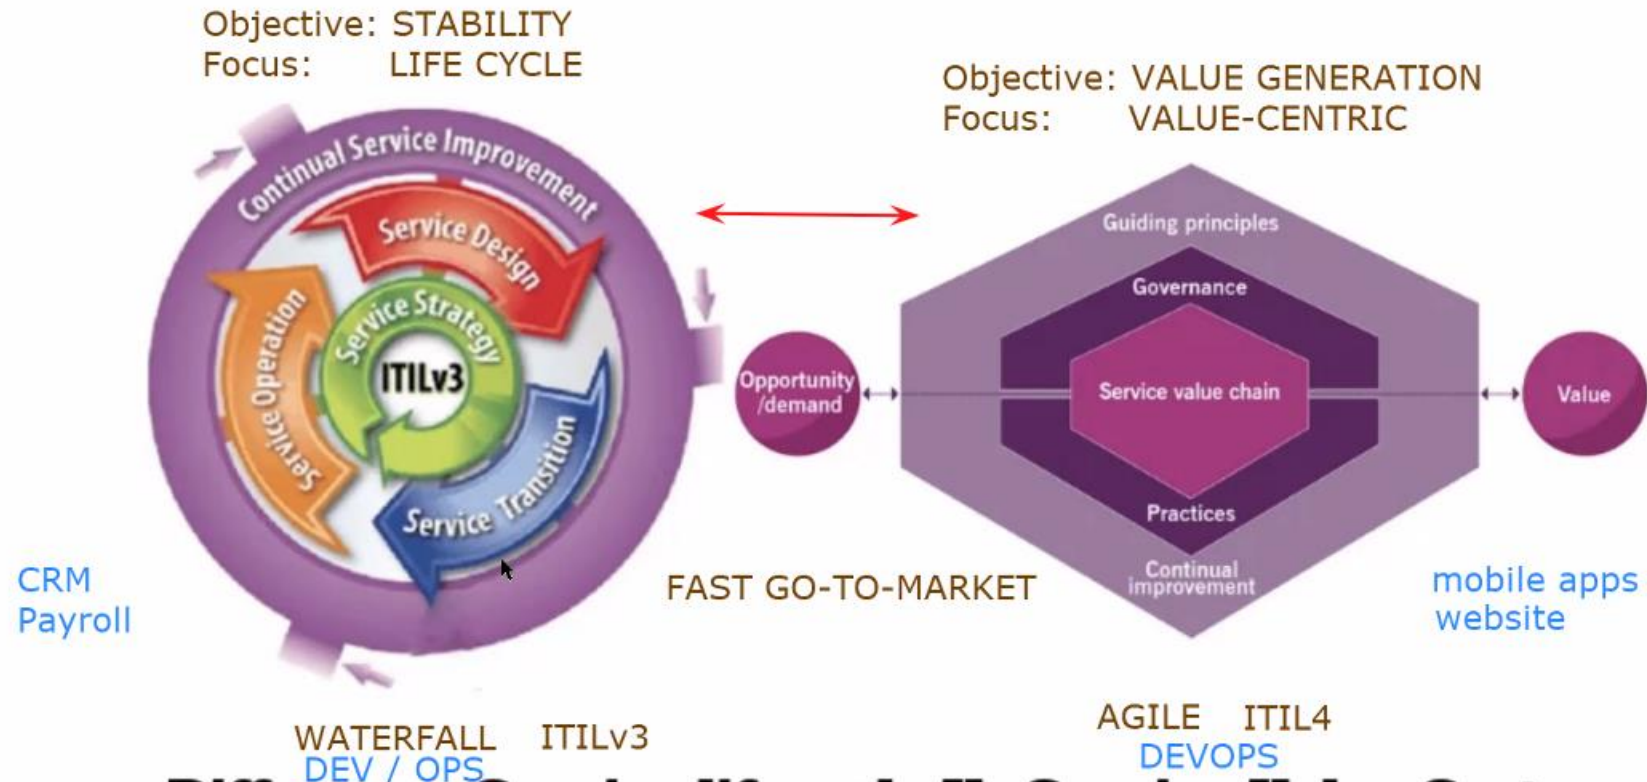 Objective: STABILITY
Focus: LIFE CYCLE
Objective: VALUE GENERATION
Focus: VALUE-CENTRIC
Continual Service Improvement
Service Design
Service Strategy
ITILv3
Service Operation
Service Transition
Guiding principles
Governance
Opportunity
/demand
Service value chain
Value
Practices
Continual
improvement
CRM
Payroll
FAST GO-TO-MARKET
mobile apps
website
WATERFALL ITILv3
DEV / OPS
AGILE ITIL4
DEVOPS